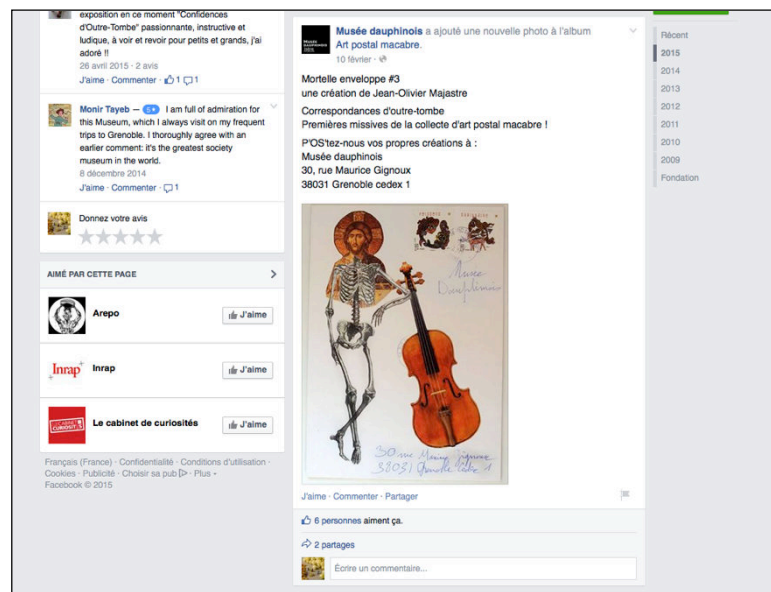 exposition en ce moment "Confidences
d'Outre-Tombe" passionnante, instructive et
ludique, à voir et revoir pour petits et grands, j'ai
adoré !!
26 avril 2015 · 2 avis
J'aime · Commenter · 1 1
Monir Tayeb — 5★ I am full of admiration for
this Museum, which I always visit on my frequent
trips to Grenoble. I thoroughly agree with an
earlier comment: it's the greatest society
museum in the world.
8 décembre 2014
J'aime · Commenter · 1
Donnez votre avis
AIMÉ PAR CETTE PAGE
Arepo
J'aime
Inrap
Inrap
J'aime
Le cabinet de curiosités
J'aime
Français (France) · Confidentialité · Conditions d'utilisation ·
Cookies · Publicité · Choisir sa pub · Plus
Facebook © 2015
Musée dauphinois a ajouté une nouvelle photo à l'album
Art postal macabre.
10 février ·
Mortelle enveloppe #3
une création de Jean-Olivier Majastre
Correspondances d'outre-tombe
Premières missives de la collecte d'art postal macabre !
P'OS'tez-nous vos propres créations à :
Musée dauphinois
30, rue Maurice Gignoux
38031 Grenoble cedex 1
Musée
Dauphinois
30 rue Maurice Gignoux
38031 Grenoble Cedex 1
J'aime · Commenter · Partager
6 personnes aiment ça.
2 partages
Écrire un commentaire...
Récent
2015
2014
2013
2012
2011
2010
2009
Fondation